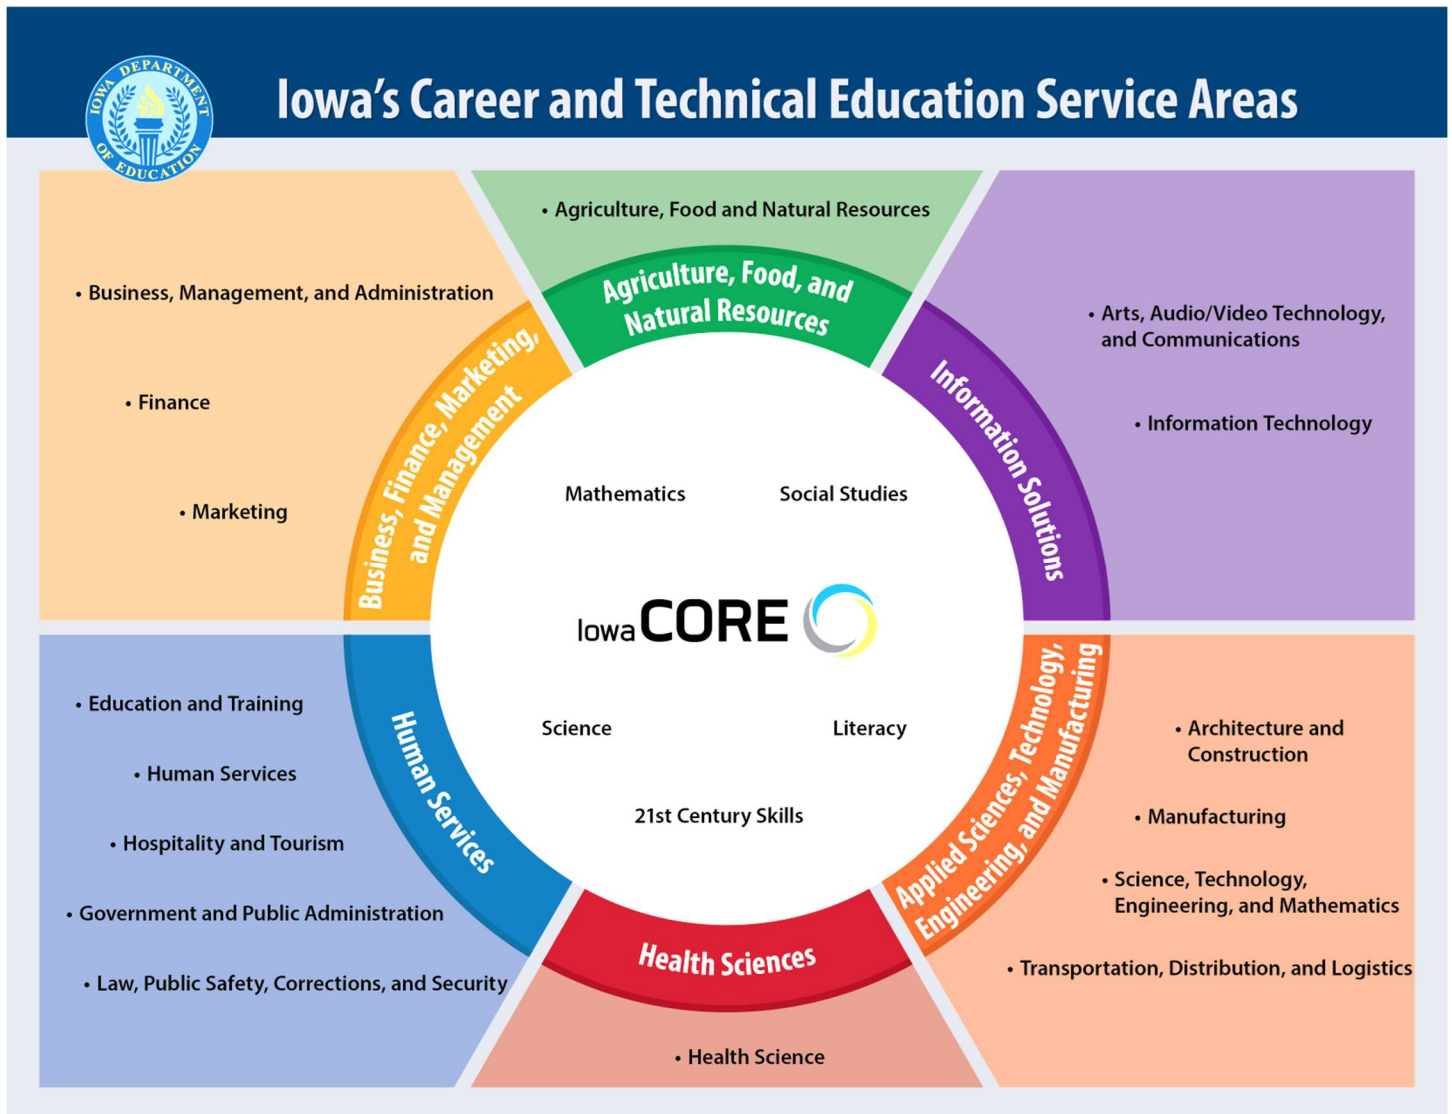 IOWA DEPARTMENT
OF EDUCATION
Iowa's Career and Technical Education Service Areas
• Agriculture, Food and Natural Resources
Agriculture, Food, and
Natural Resources
• Business, Management, and Administration
• Finance
• Marketing
Business, Finance, Marketing,
and Management
• Arts, Audio/Video Technology,
and Communications
• Information Technology
Information Solutions
Mathematics
Social Studies
Iowa CORE
Science
Literacy
21st Century Skills
• Education and Training
• Human Services
• Hospitality and Tourism
• Government and Public Administration
• Law, Public Safety, Corrections, and Security
Human Services
Applied Sciences, Technology,
Engineering, and Manufacturing
• Architecture and
Construction
• Manufacturing
• Science, Technology,
Engineering, and Mathematics
• Transportation, Distribution, and Logistics
Health Sciences
• Health Science